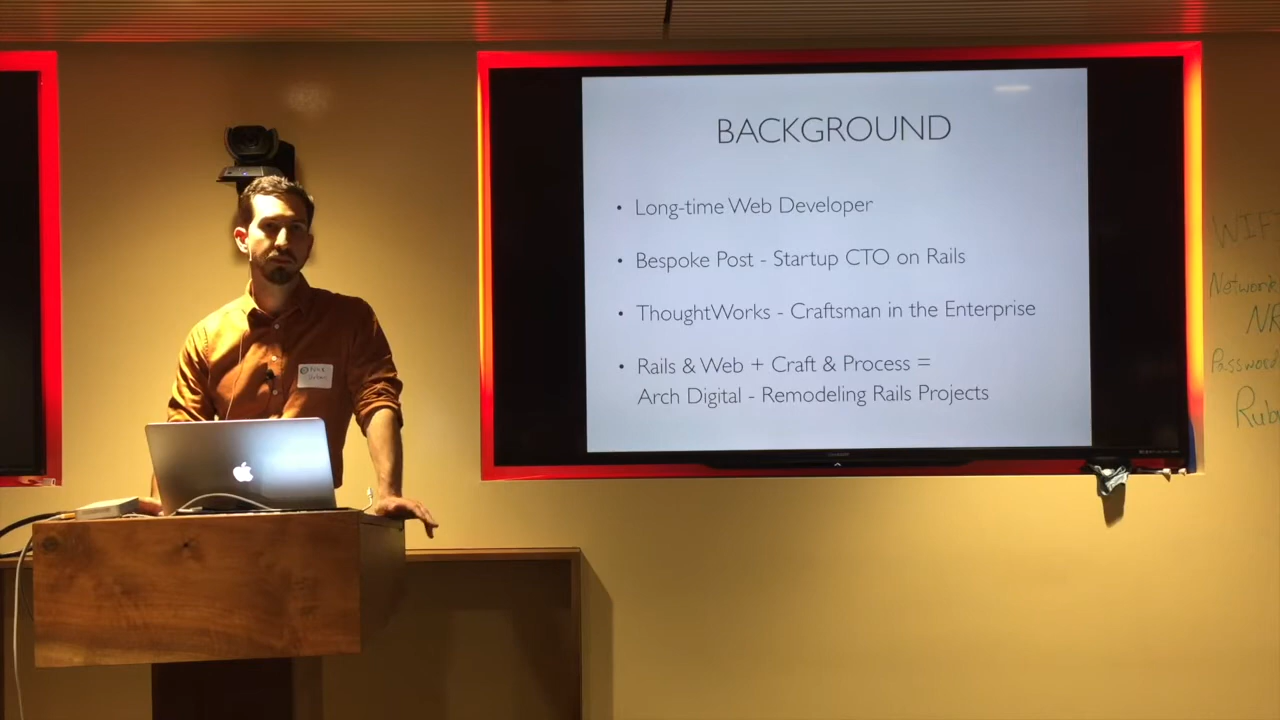 BACKGROUND
• Long-time Web Developer
• Bespoke Post - Startup CTO on Rails
• ThoughtWorks - Craftsman in the Enterprise
• Rails & Web + Craft & Process =
Arch Digital - Remodeling Rails Projects
WIF
Network
NR
Password
Rub